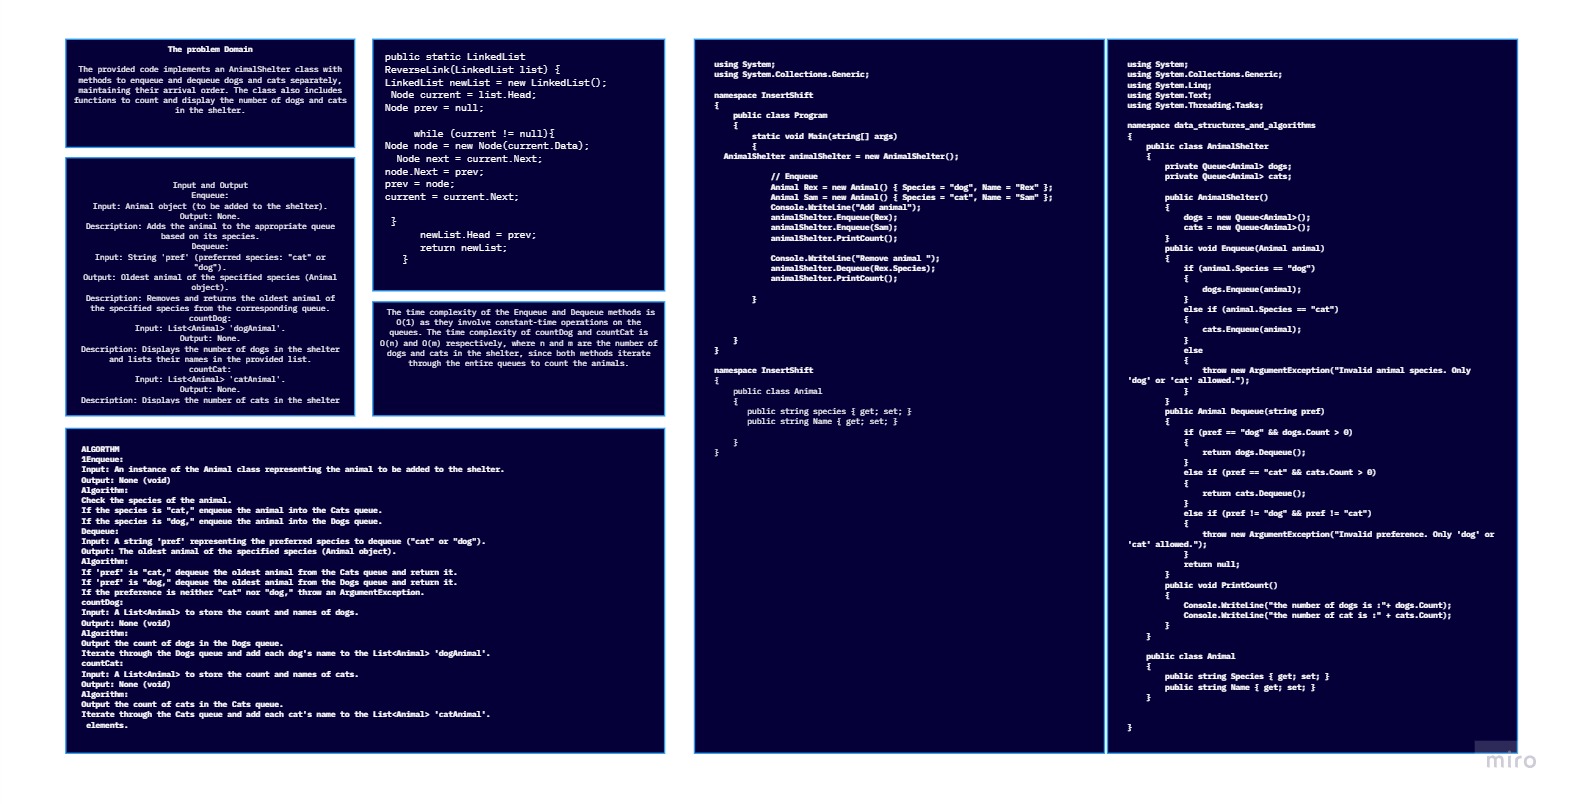 The problem Domain
The provided code implements an AnimalShelter class with
methods to enqueue and dequeue dogs and cats separately,
maintaining their arrival order. The class also includes
functions to count and display the number of dogs and cats
in the shelter.
Input and Output
Enqueue:
Input: Animal object (to be added to the shelter).
Output: None.
Description: Adds the animal to the appropriate queue
based on its species.
Dequeue:
Input: String 'pref' (preferred species: "cat" or
"dog").
Output: Oldest animal of the specified species (Animal
object).
Description: Removes and returns the oldest animal of
the specified species from the corresponding queue.
countDog:
Input: List<Animal> 'dogAnimal'.
Output: None.
Description: Displays the number of dogs in the shelter
and lists their names in the provided list.
countCat:
Input: List<Animal> 'catAnimal'.
Output: None.
Description: Displays the number of cats in the shelter
public static LinkedList
ReverseLink(LinkedList list) {
LinkedList newList = new LinkedList();
Node current = list.Head;
Node prev = null;
while (current != null){
Node node = new Node(current.Data);
Node next = current.Next;
node.Next = prev;
prev = node;
current = current.Next;
}
newList.Head = prev;
return newList;
}
The time complexity of the Enqueue and Dequeue methods is
O(1) as they involve constant-time operations on the
queues. The time complexity of countDog and countCat is
O(n) and O(m) respectively, where n and m are the number of
dogs and cats in the shelter, since both methods iterate
through the entire queues to count the animals.
ALGORTHM
1Enqueue:
Input: An instance of the Animal class representing the animal to be added to the shelter.
Output: None (void)
Algorithm:
Check the species of the animal.
If the species is "cat," enqueue the animal into the Cats queue.
If the species is "dog," enqueue the animal into the Dogs queue.
Dequeue:
Input: A string 'pref' representing the preferred species to dequeue ("cat" or "dog").
Output: The oldest animal of the specified species (Animal object).
Algorithm:
If 'pref' is "cat," dequeue the oldest animal from the Cats queue and return it.
If 'pref' is "dog," dequeue the oldest animal from the Dogs queue and return it.
If the preference is neither "cat" nor "dog," throw an ArgumentException.
countDog:
Input: A List<Animal> to store the count and names of dogs.
Output: None (void)
Algorithm:
Output the count of dogs in the Dogs queue.
Iterate through the Dogs queue and add each dog's name to the List<Animal> 'dogAnimal'.
countCat:
Input: A List<Animal> to store the count and names of cats.
Output: None (void)
Algorithm:
Output the count of cats in the Cats queue.
Iterate through the Cats queue and add each cat's name to the List<Animal> 'catAnimal'.
elements.
using System;
using System.Collections.Generic;
namespace InsertShift
{
public class Program
{
static void Main(string[] args)
{
AnimalShelter animalShelter = new AnimalShelter();
// Enqueue
Animal Rex = new Animal() { Species = "dog", Name = "Rex" };
Animal Sam = new Animal() { Species = "cat", Name = "Sam" };
Console.WriteLine("Add animal");
animalShelter.Enqueue(Rex);
animalShelter.Enqueue(Sam);
animalShelter.PrintCount();
Console.WriteLine("Remove animal ");
animalShelter.Dequeue(Rex.Species);
animalShelter.PrintCount();
}
}
}
namespace InsertShift
{
public class Animal
{
public string species { get; set; }
public string Name { get; set; }
}
}
using System;
using System.Collections.Generic;
using System.Linq;
using System.Text;
using System.Threading.Tasks;
namespace data_structures_and_algorithms
{
public class AnimalShelter
{
private Queue<Animal> dogs;
private Queue<Animal> cats;
public AnimalShelter()
{
dogs = new Queue<Animal>();
cats = new Queue<Animal>();
}
public void Enqueue(Animal animal)
{
if (animal.Species == "dog")
{
dogs.Enqueue(animal);
}
else if (animal.Species == "cat")
{
cats.Enqueue(animal);
}
else
{
throw new ArgumentException("Invalid animal species. Only
'dog' or 'cat' allowed.");
}
}
public Animal Dequeue(string pref)
{
if (pref == "dog" && dogs.Count > 0)
{
return dogs.Dequeue();
}
else if (pref == "cat" && cats.Count > 0)
{
return cats.Dequeue();
}
else if (pref != "dog" && pref != "cat")
{
throw new ArgumentException("Invalid preference. Only 'dog' or
'cat' allowed.");
}
return null;
}
public void PrintCount()
{
Console.WriteLine("the number of dogs is :"+ dogs.Count);
Console.WriteLine("the number of cat is :" + cats.Count);
}
}
public class Animal
{
public string Species { get; set; }
public string Name { get; set; }
}
}
miro